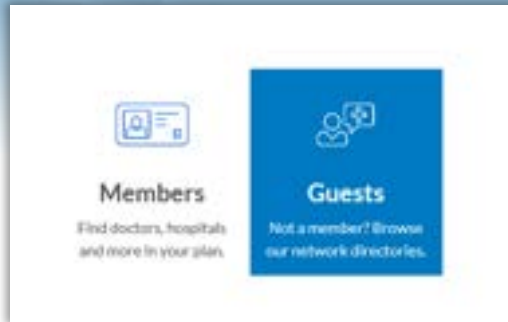 Members
Find doctors, hospitals
and more in your plan.
Guests
Not a member? Browse
our network directories.